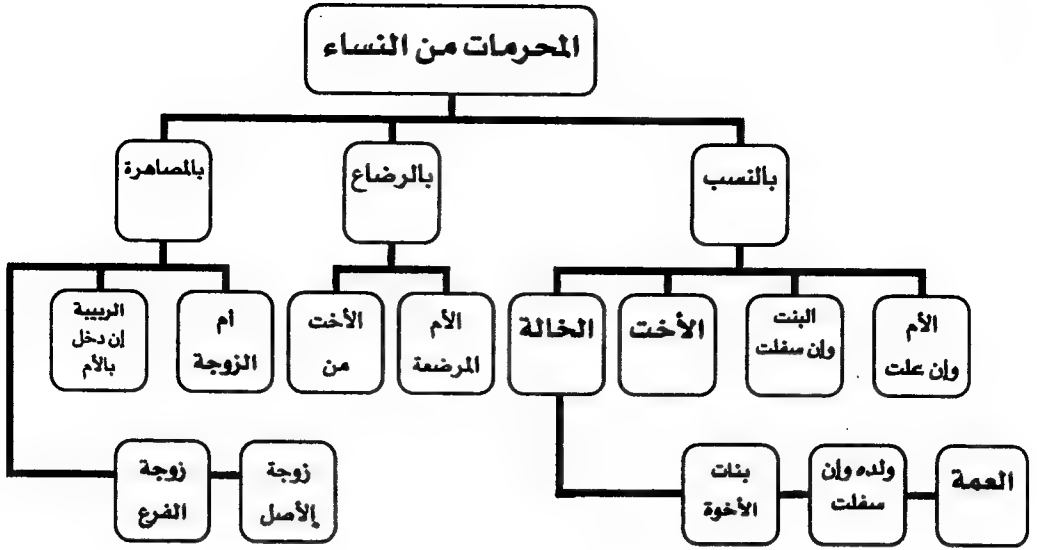 المحرمات من النساء
بالنسب
بالرضاع
بالمصاهرة
الأم
وإن علت
البنت
وإن سفلت
الأخت
الخالة
الأم
المرضعة
الأخت
من
أم
الزوجة
الربيبة
إن دخل
بالأم
العمة
ولده وإن
سفلت
بنات
الأخوة
زوجة
الأصل
زوجة
الفرع